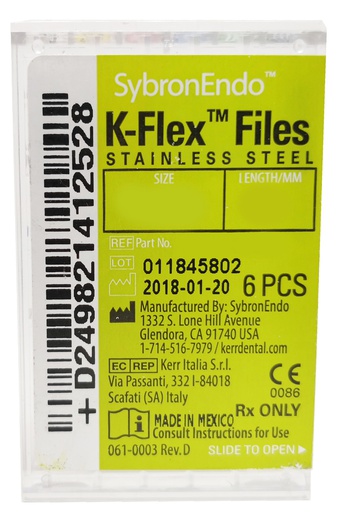 SybronEndo™
K-Flex™ Files
STAINLESS STEEL
SIZE LENGTH/MM
REF Part No.
LOT 011845802
2018-01-20 6 PCS
Manufactured By: SybronEndo
1332 S. Lone Hill Avenue
Glendora, CA 91740 USA
1-714-516-7979 / kerrdental.com
EC REP Kerr Italia S.r.l.
Via Passanti, 332 I-84018
Scafati (SA) Italy
CE
0086
Rx ONLY
MADE IN MEXICO
Consult Instructions for Use
061-0003 Rev. D SLIDE TO OPEN
+D24982141252528